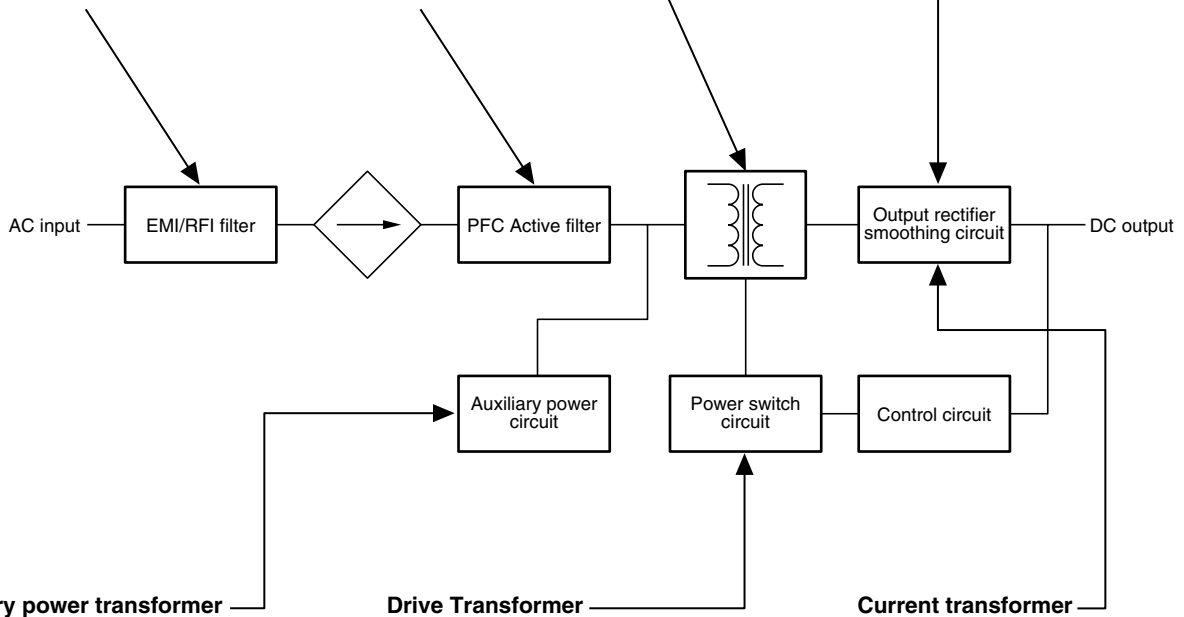 AC input
EMI/RFI filter
PFC Active filter
Output rectifier
smoothing circuit
DC output
Auxiliary power
circuit
Power switch
circuit
Control circuit
power transformer
Drive Transformer
Current transformer